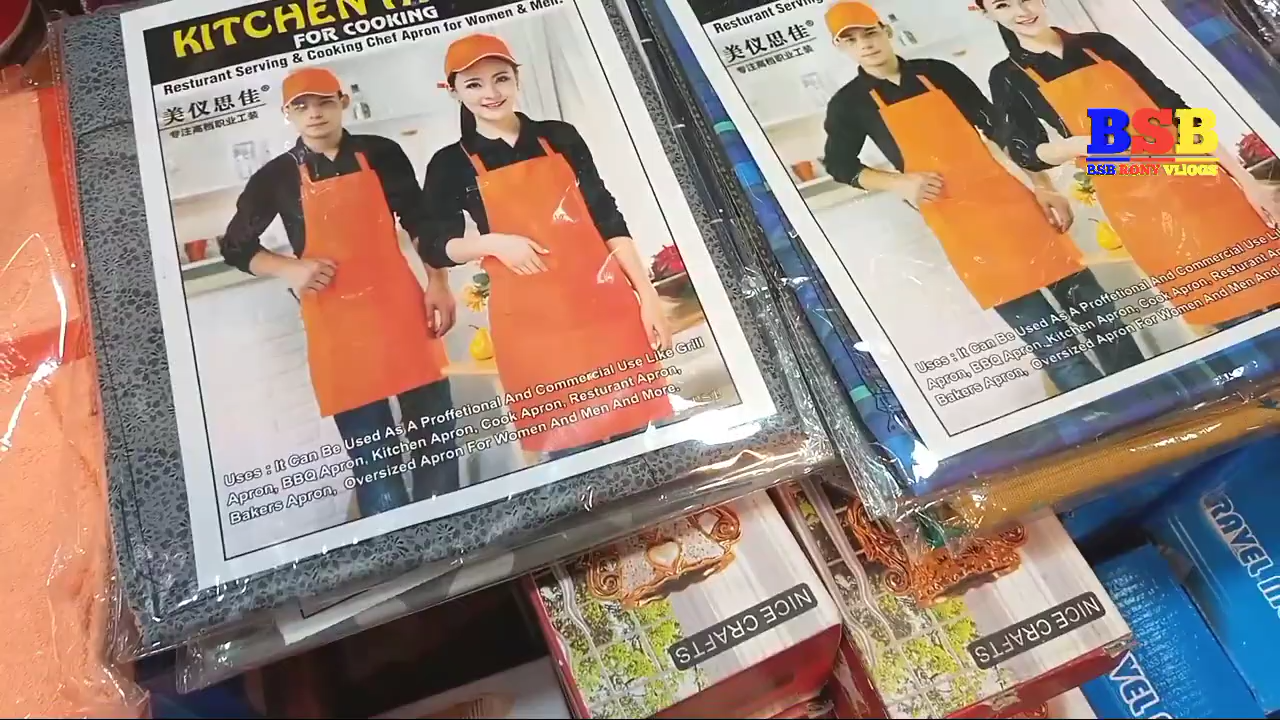 KITCHEN
FOR COOKING
Resturant Serving & Cooking Chef Apron for Women & Men.
美仪思佳®
专注高档职业工装
Uses : It Can Be Used As A Proffetional And Commercial Use Like Grill
Apron, BBQ Apron, Kitchen Apron, Cook Apron, Resturant Apron,
Bakers Apron, Oversized Apron For Women And Men And More.
Resturant Serving
美仪思佳®
专注高档职业工装
Uses : It Can Be Used As A Proffetional And Commercial Use
Apron, BBQ Apron, Kitchen Apron, Cook Apron, Resturant
Bakers Apron, Oversized Apron For Women And Men And
BSB
BSB RONY VLIOGS
NICE CRAFTS
NICE CRAFTS